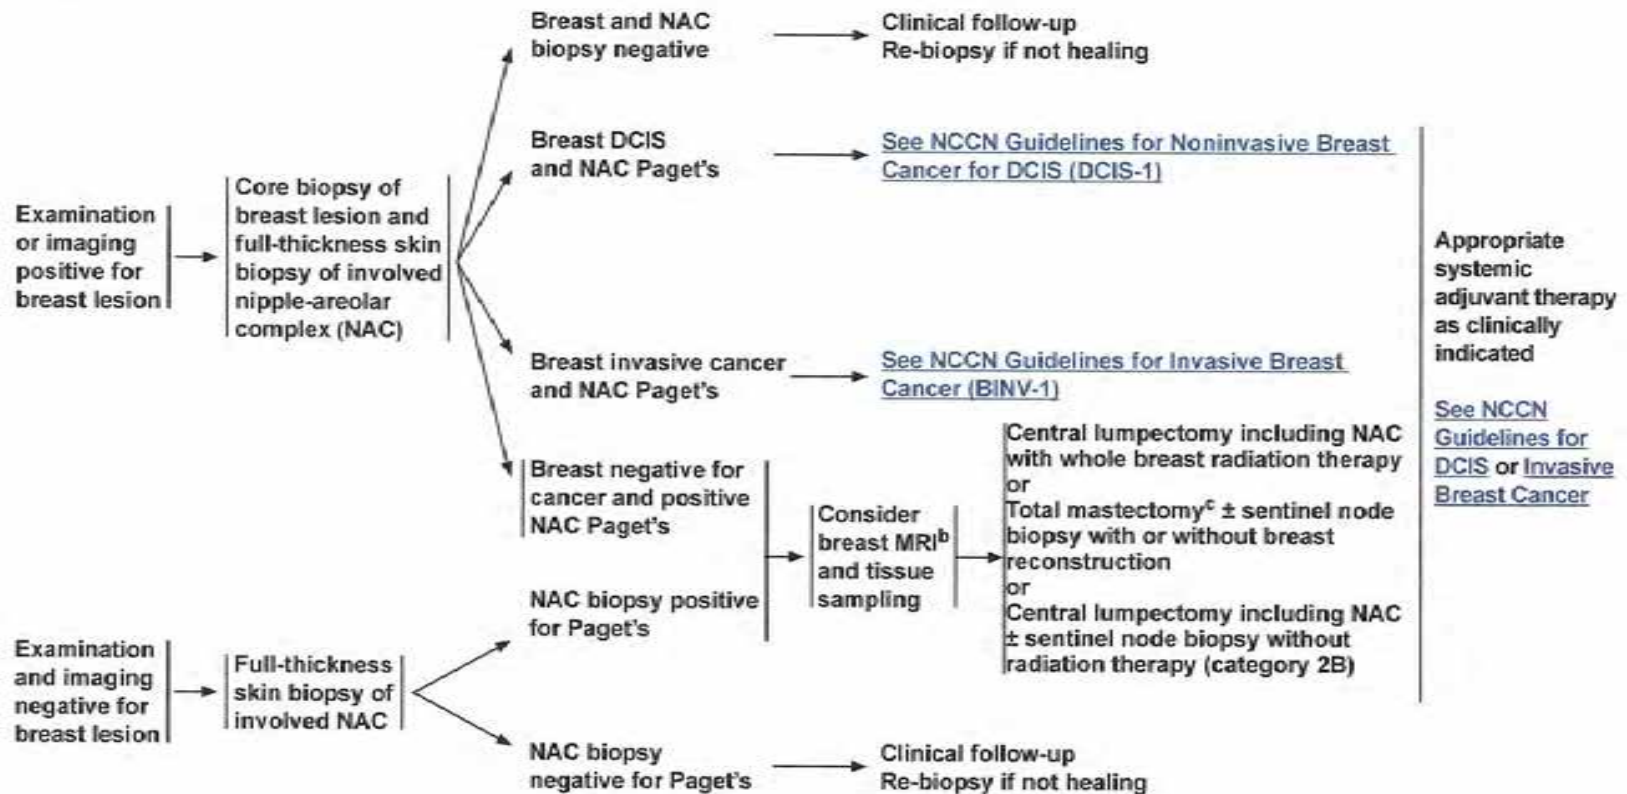 Breast and NAC
biopsy negative
Clinical follow-up
Re-biopsy if not healing
Breast DCIS
and NAC Paget's
See NCCN Guidelines for Noninvasive Breast
Cancer for DCIS (DCIS-1)
Examination
or imaging
positive for
breast lesion
Core biopsy of
breast lesion and
full-thickness skin
biopsy of involved
nipple-areolar
complex (NAC)
Breast invasive cancer
and NAC Paget's
See NCCN Guidelines for Invasive Breast
Cancer (BINV-1)
Breast negative for
cancer and positive
NAC Paget's
NAC biopsy positive
for Paget's
Consider
breast MRIᵇ
and tissue
sampling
Central lumpectomy including NAC
with whole breast radiation therapy
or
Total mastectomyᶜ ± sentinel node
biopsy with or without breast
reconstruction
or
Central lumpectomy including NAC
± sentinel node biopsy without
radiation therapy (category 2B)
Appropriate
systemic
adjuvant therapy
as clinically
indicated
See NCCN
Guidelines for
DCIS or Invasive
Breast Cancer
Examination
and imaging
negative for
breast lesion
Full-thickness
skin biopsy of
involved NAC
NAC biopsy
negative for Paget's
Clinical follow-up
Re-biopsy if not healing